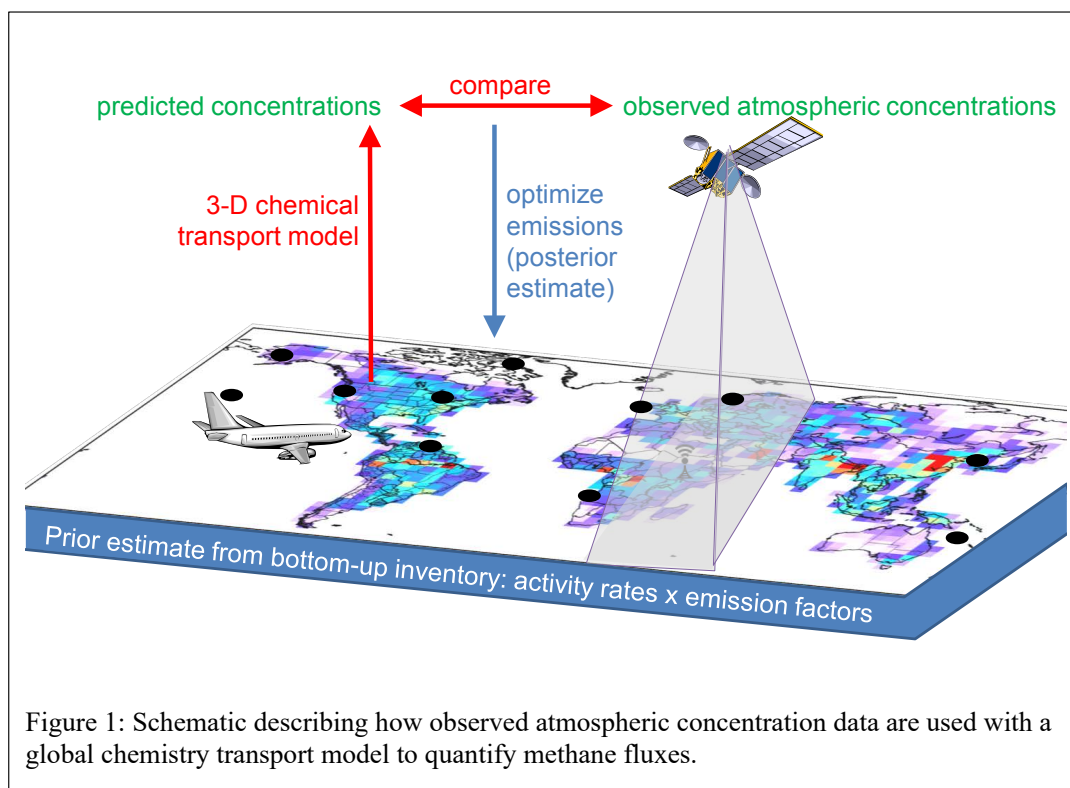 compare
predicted concentrations
observed atmospheric concentrations
3-D chemical
transport model
optimize
emissions
(posterior
estimate)
Prior estimate from bottom-up inventory: activity rates x emission factors
Figure 1: Schematic describing how observed atmospheric concentration data are used with a
global chemistry transport model to quantify methane fluxes.